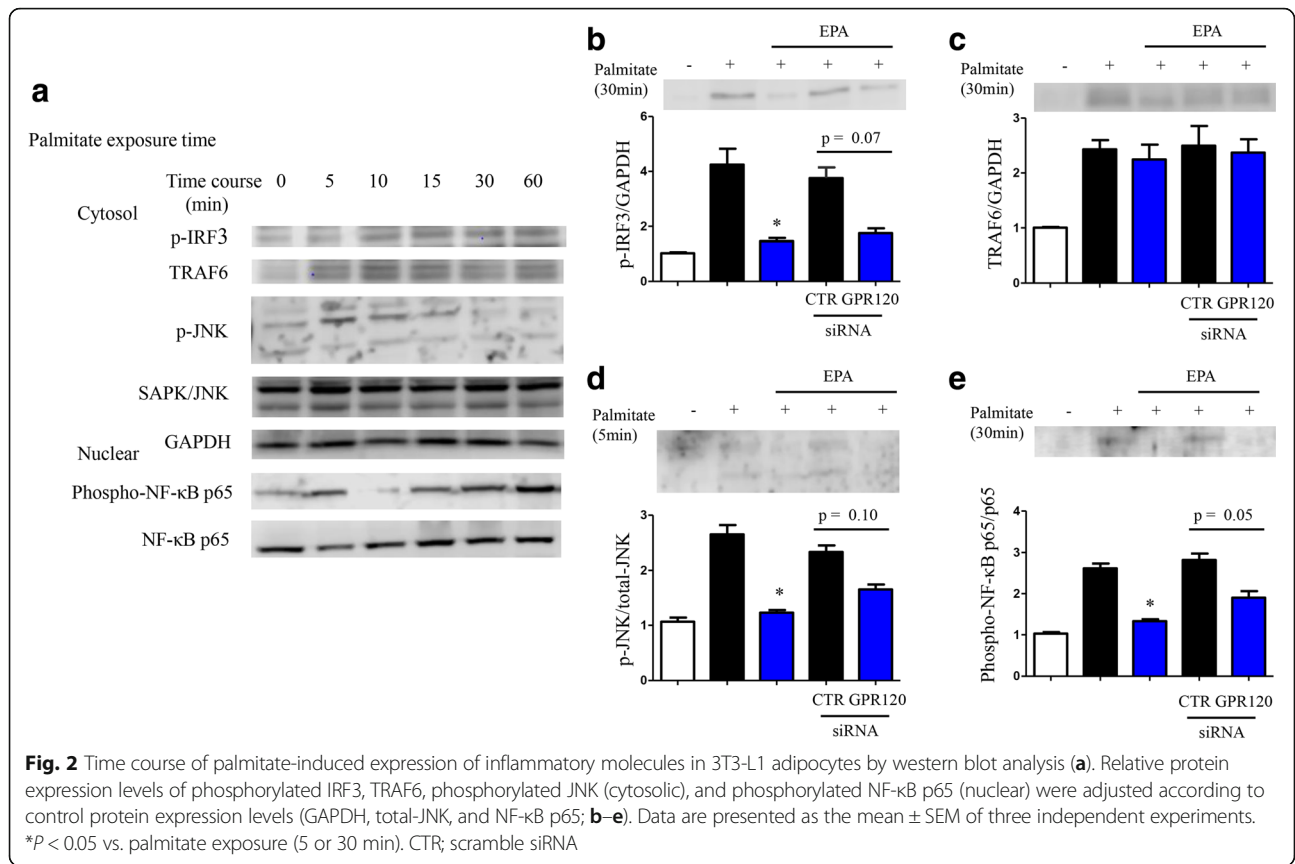 a
Palmitate exposure time
Time course 0 5 10 15 30 60
(min)
Cytosol
p-IRF3
TRAF6
p-JNK
SAPK/JNK
GAPDH
Nuclear
Phospho-NF-κB p65
NF-κB p65
b
EPA
Palmitate - + + + +
(30min)
p-IRF3/GAPDH
6
4
2
0
*
p = 0.07
CTR GPR120
siRNA
c
EPA
Palmitate - + + + +
(30min)
TRAF6/GAPDH
3
2
1
0
CTR GPR120
siRNA
d
EPA
Palmitate - + + + +
(5min)
p-JNK/total-JNK
3
2
1
0
*
p = 0.10
CTR GPR120
siRNA
e
EPA
Palmitate - + + + +
(30min)
Phospho-NF-κB p65/p65
4
3
2
1
0
*
p = 0.05
CTR GPR120
siRNA
Fig. 2 Time course of palmitate-induced expression of inflammatory molecules in 3T3-L1 adipocytes by western blot analysis (a). Relative protein
expression levels of phosphorylated IRF3, TRAF6, phosphorylated JNK (cytosolic), and phosphorylated NF-κB p65 (nuclear) were adjusted according to
control protein expression levels (GAPDH, total-JNK, and NF-κB p65; b–e). Data are presented as the mean ± SEM of three independent experiments.
*P < 0.05 vs. palmitate exposure (5 or 30 min). CTR; scramble siRNA